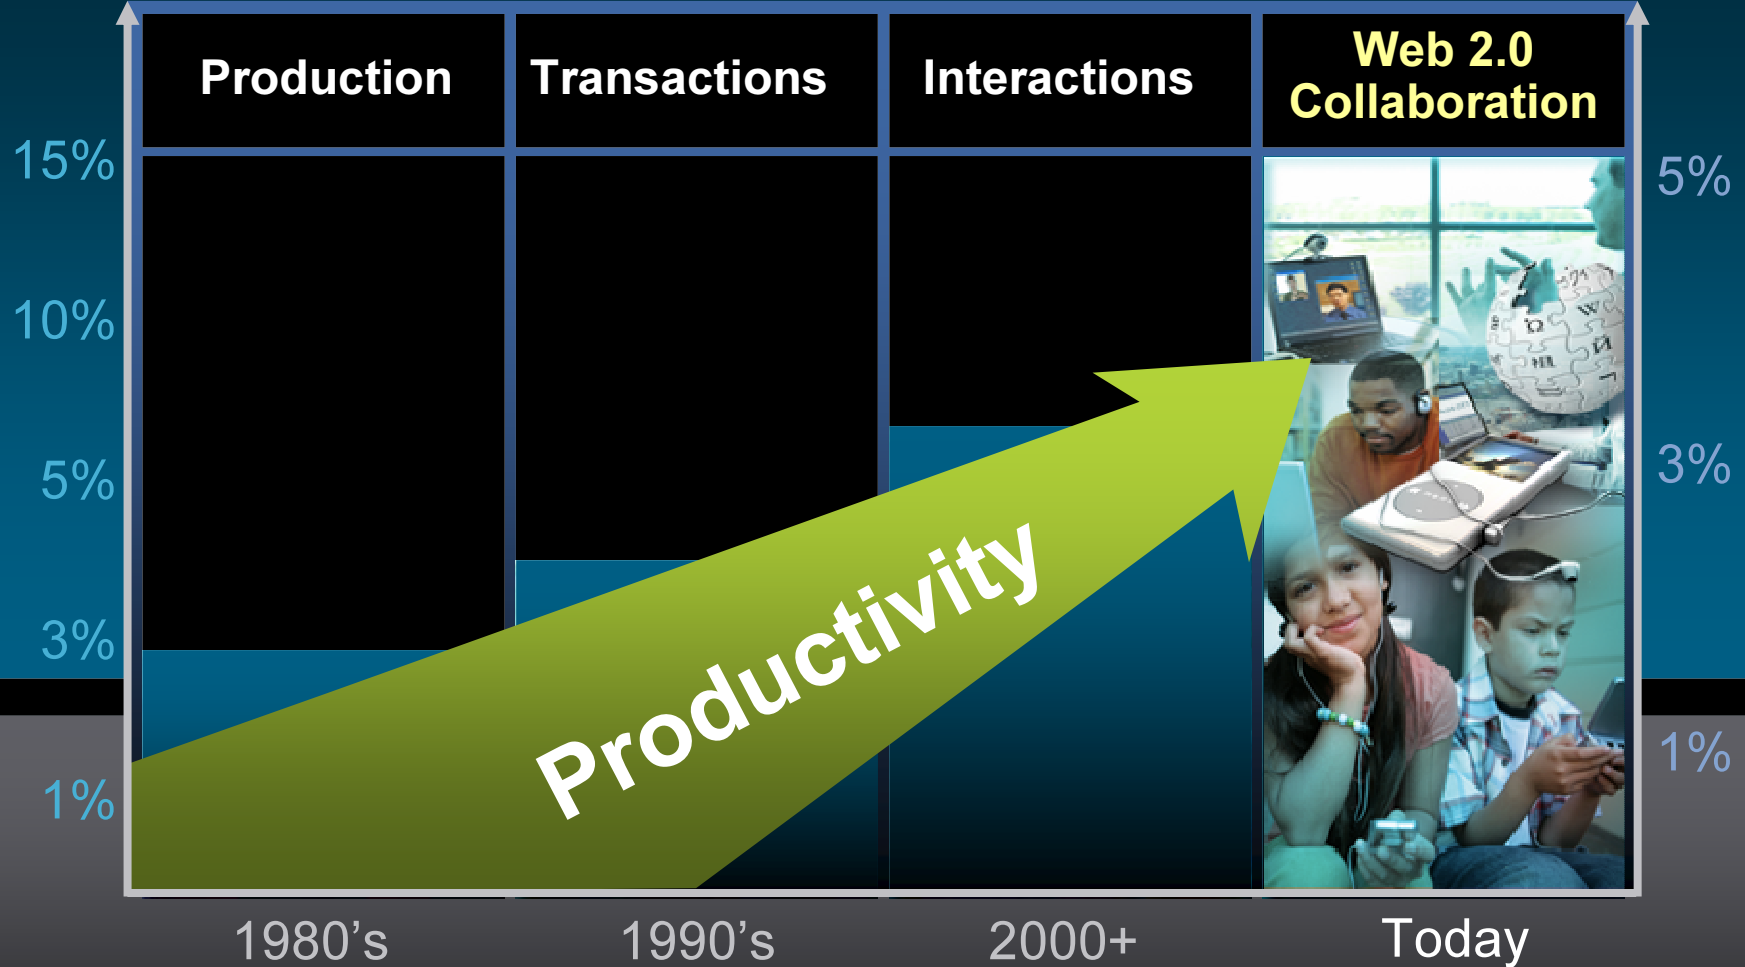 Production
Transactions
Interactions
Web 2.0
Collaboration
15%
10%
5%
3%
1%
5%
3%
1%
Productivity
1980’s
1990’s
2000+
Today